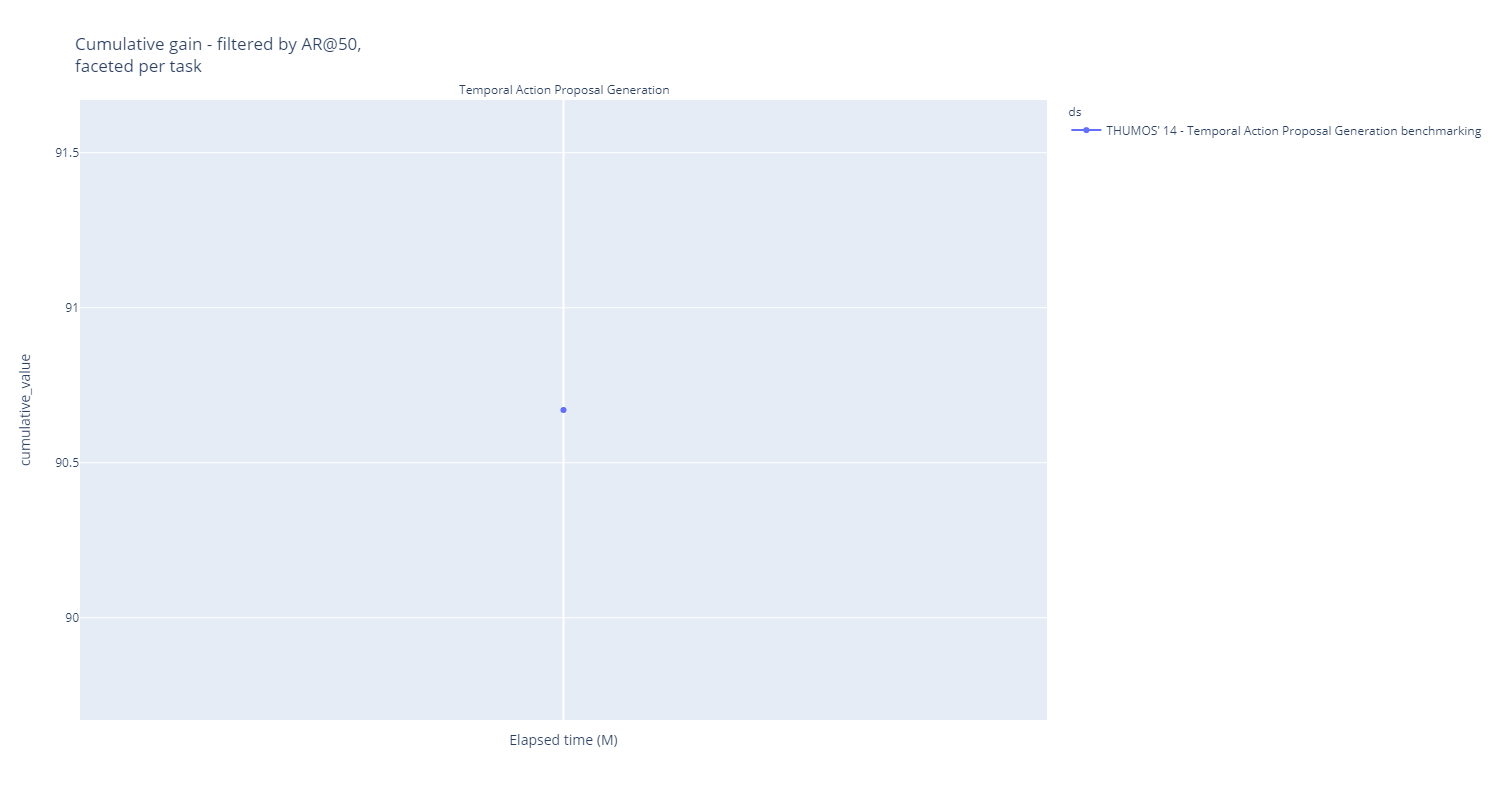 Cumulative gain - filtered by AR@50,
faceted per task
Temporal Action Proposal Generation
ds
THUMOS' 14 - Temporal Action Proposal Generation benchmarking
91.5
91
90.5
90
cumulative_value
Elapsed time (M)